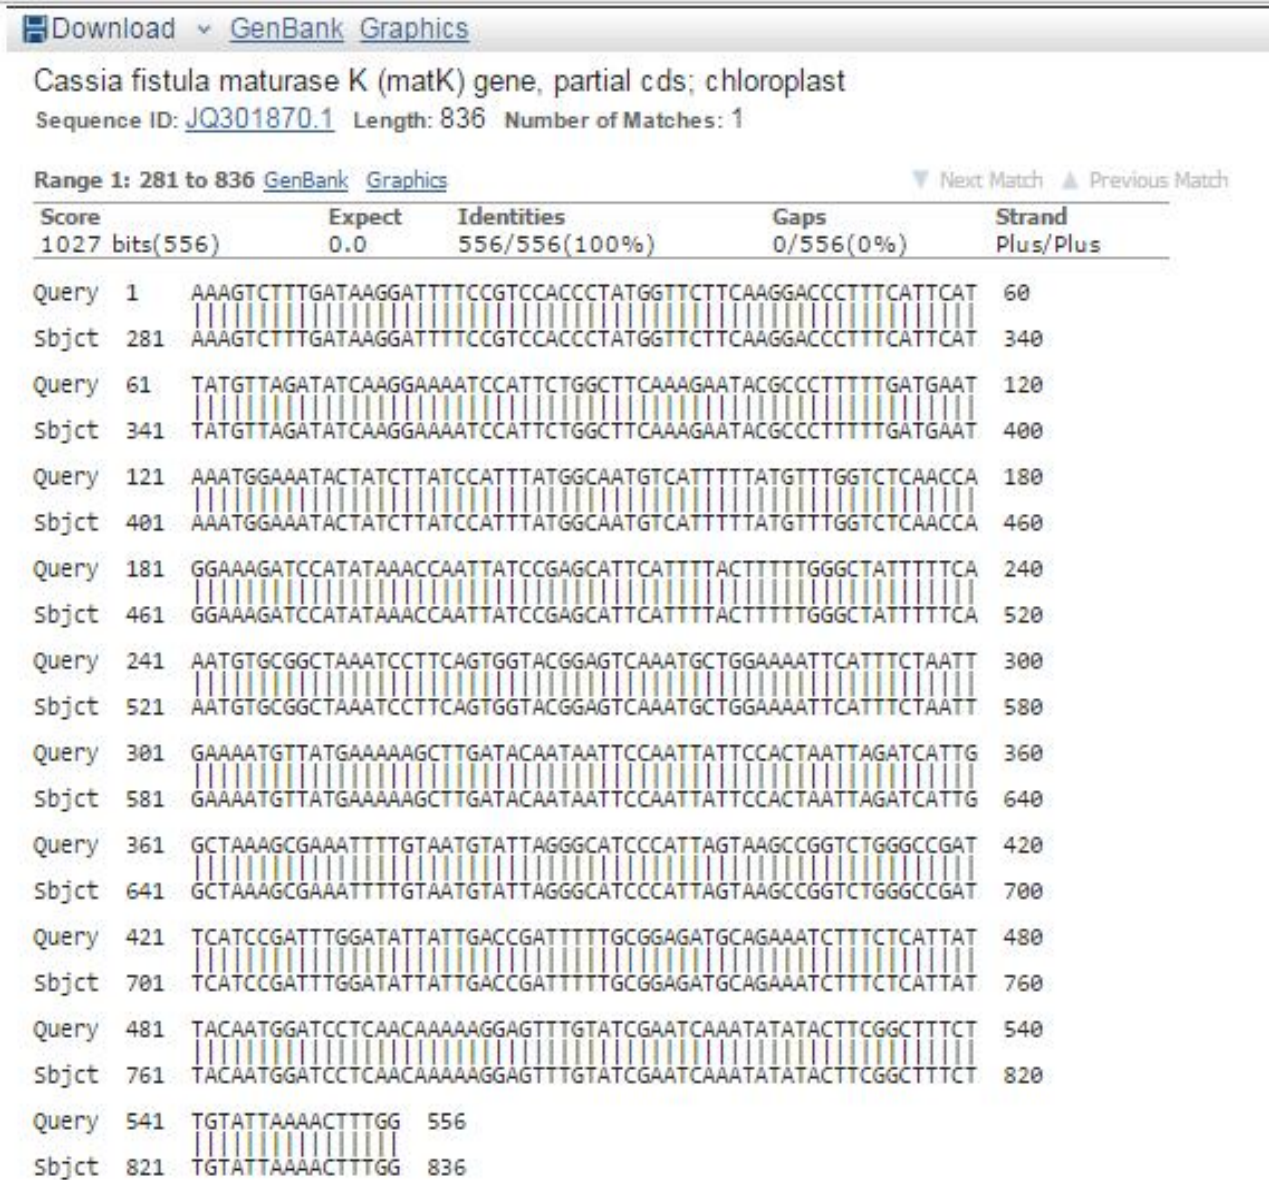 Download GenBank Graphics
Cassia fistula maturase K (matK) gene, partial cds; chloroplast
Sequence ID: JQ301870.1 Length: 836 Number of Matches: 1
Range 1: 281 to 836 GenBank Graphics ▼ Next Match ▲ Previous Match
Score Expect Identities Gaps Strand
1027 bits(556) 0.0 556/556(100%) 0/556(0%) Plus/Plus
Query 1 AAAGTCTTTGATAAGGATTTTCCGTCCACCCTATGGTTCTTCAAGGACCCTTTCATTCAT 60
Sbjct 281 AAAGTCTTTGATAAGGATTTTCCGTCCACCCTATGGTTCTTCAAGGACCCTTTCATTCAT 340
Query 61 TATGTTAGATATCAAGGAAAATCCATTCTGGCTTCAAAGAATACGCCCTTTTTGATGAAT 120
Sbjct 341 TATGTTAGATATCAAGGAAAATCCATTCTGGCTTCAAAGAATACGCCCTTTTTGATGAAT 400
Query 121 AAATGGAAATACTATCTTATCCATTTATGGCAATGTCATTTTTATGTTTGGTCTCAACCA 180
Sbjct 401 AAATGGAAATACTATCTTATCCATTTATGGCAATGTCATTTTTATGTTTGGTCTCAACCA 460
Query 181 GGAAAGATCCATATAAACCAATTATCCGAGCATTCATTTTACTTTTTGGGCTATTTTTCA 240
Sbjct 461 GGAAAGATCCATATAAACCAATTATCCGAGCATTCATTTTACTTTTTGGGCTATTTTTCA 520
Query 241 AATGTGCGGCTAAATCCTTCAGTGGTACGGAGTCAAATGCTGGAAAATTCATTTCTAATT 300
Sbjct 521 AATGTGCGGCTAAATCCTTCAGTGGTACGGAGTCAAATGCTGGAAAATTCATTTCTAATT 580
Query 301 GAAAATGTTATGAAAAAGCTTGATACAATAATTCCAATTATTCCACTAATTAGATCATTG 360
Sbjct 581 GAAAATGTTATGAAAAAGCTTGATACAATAATTCCAATTATTCCACTAATTAGATCATTG 640
Query 361 GCTAAAGCGAAATTTTGTAATGTATTAGGGCATCCCATTAGTAAGCCGGTCTGGGCCGAT 420
Sbjct 641 GCTAAAGCGAAATTTTGTAATGTATTAGGGCATCCCATTAGTAAGCCGGTCTGGGCCGAT 700
Query 421 TCATCCGATTTGGATATTATTGACCGATTTTTGCGGAGATGCAGAAATCTTTCTCATTAT 480
Sbjct 701 TCATCCGATTTGGATATTATTGACCGATTTTTGCGGAGATGCAGAAATCTTTCTCATTAT 760
Query 481 TACAATGGATCCTCAACAAAAAGGAGTTTGTATCGAATCAAATATATACTTCGGCTTTCT 540
Sbjct 761 TACAATGGATCCTCAACAAAAAGGAGTTTGTATCGAATCAAATATATACTTCGGCTTTCT 820
Query 541 TGTATTAAAACTTTGG 556
Sbjct 821 TGTATTAAAACTTTGG 836